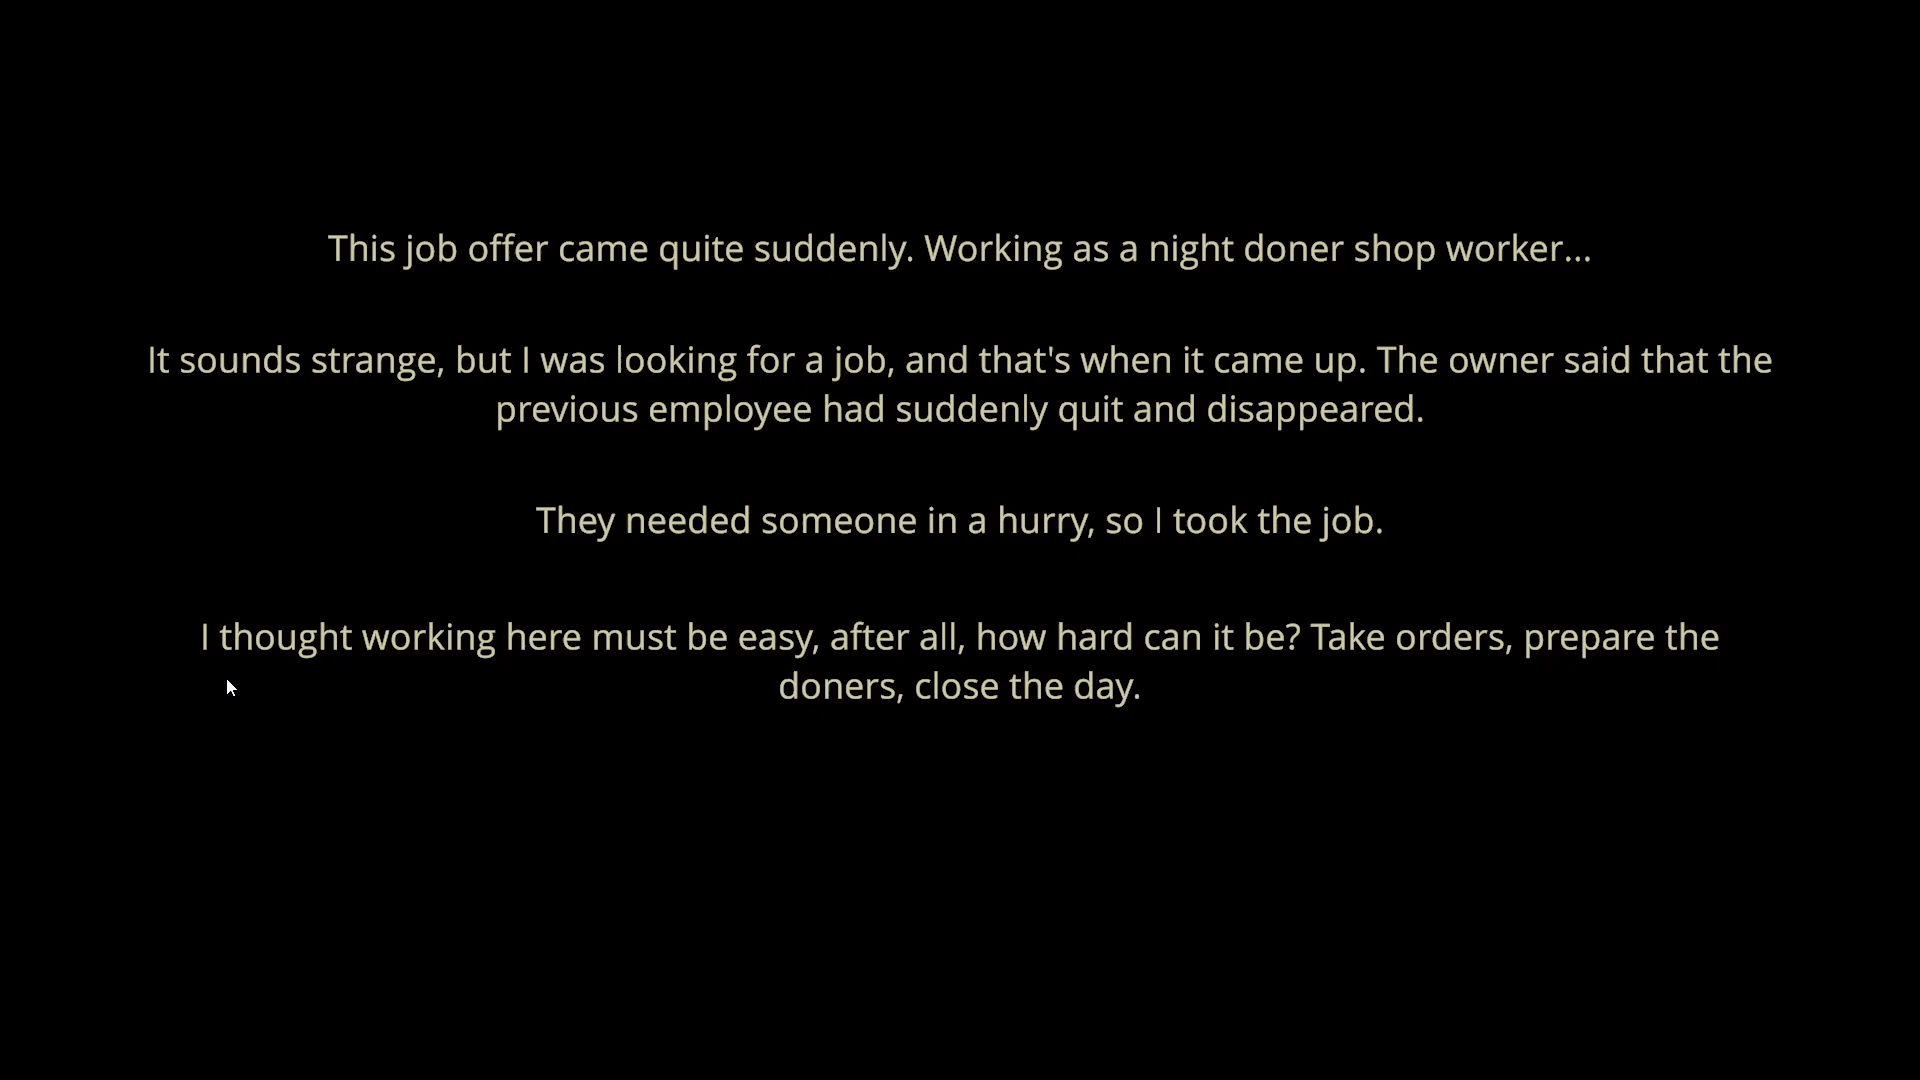 This job offer came quite suddenly. Working as a night doner shop worker...
It sounds strange, but I was looking for a job, and that's when it came up. The owner said that the
previous employee had suddenly quit and disappeared.
They needed someone in a hurry, so I took the job.
I thought working here must be easy, after all, how hard can it be? Take orders, prepare the
doners, close the day.